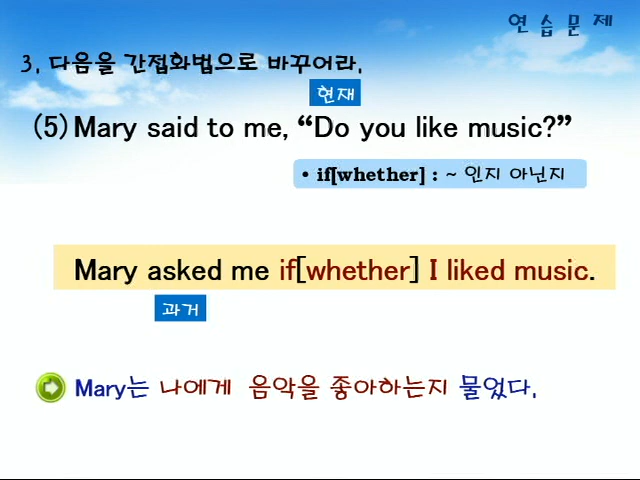 연 습 문 제
3. 다음을 간접화법으로 바꾸어라.
현재
(5) Mary said to me, “Do you like music?”
• if[whether] : ~ 인지 아닌지
Mary asked me if[whether] I liked music.
과거
Mary는 나에게 음악을 좋아하는지 물었다.